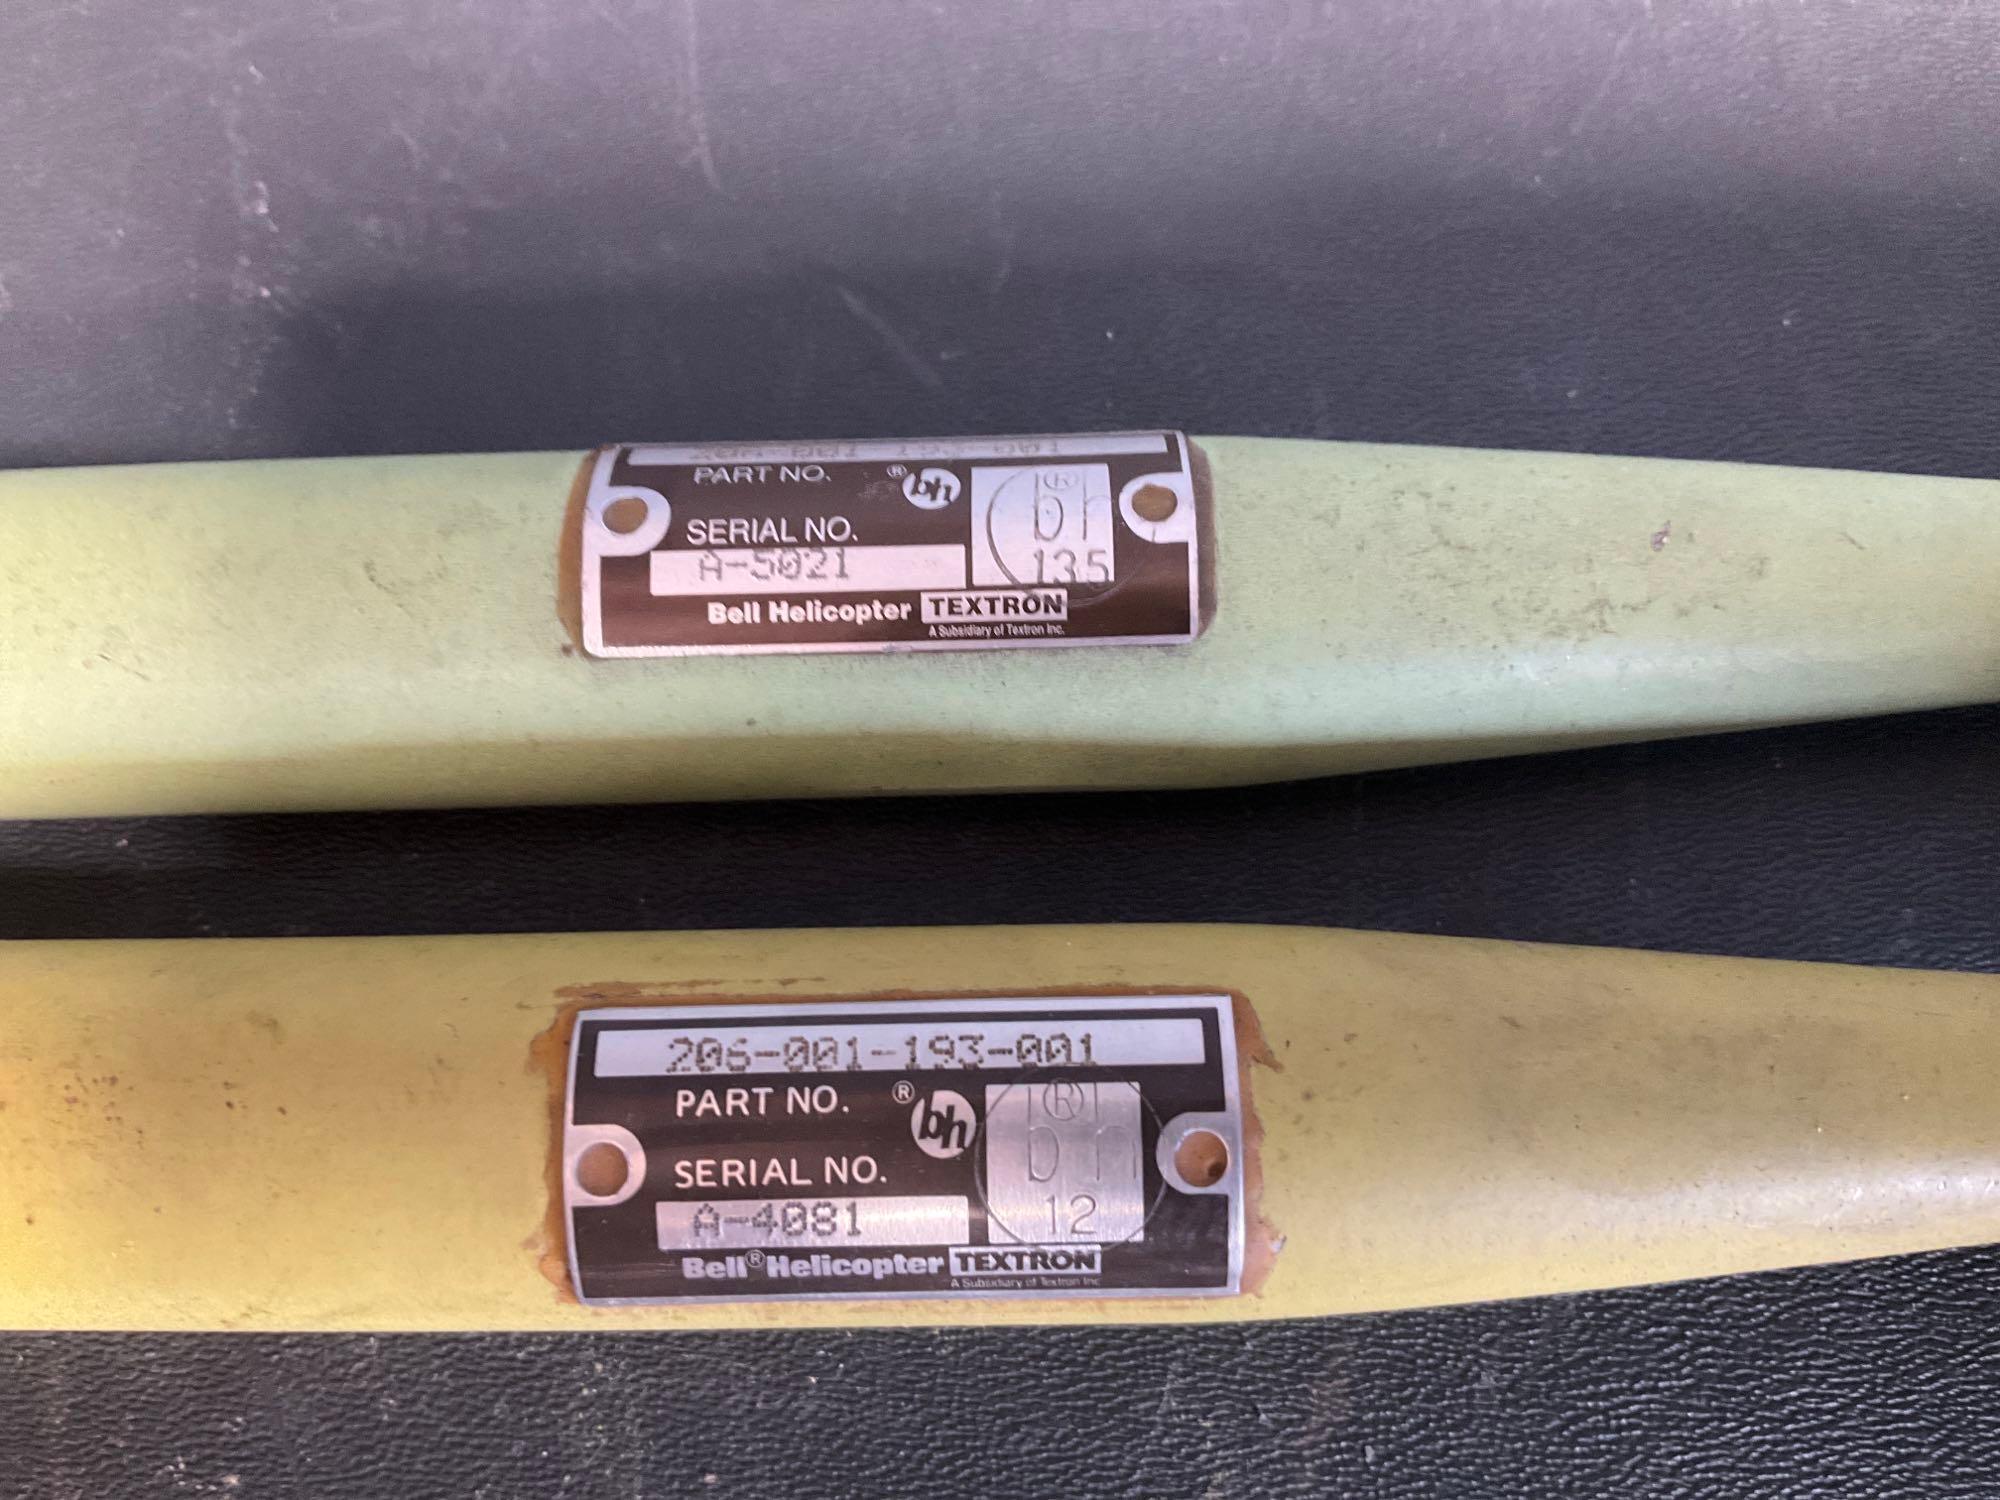 PART NO. ® bh ® bh
SERIAL NO.
A-5021 135
Bell Helicopter TEXTRON
A Subsidiary of Textron Inc.
206-001-193-001
PART NO. ® bh ® bh
SERIAL NO.
A-4081 12
Bell® Helicopter TEXTRON
A Subsidiary of Textron Inc